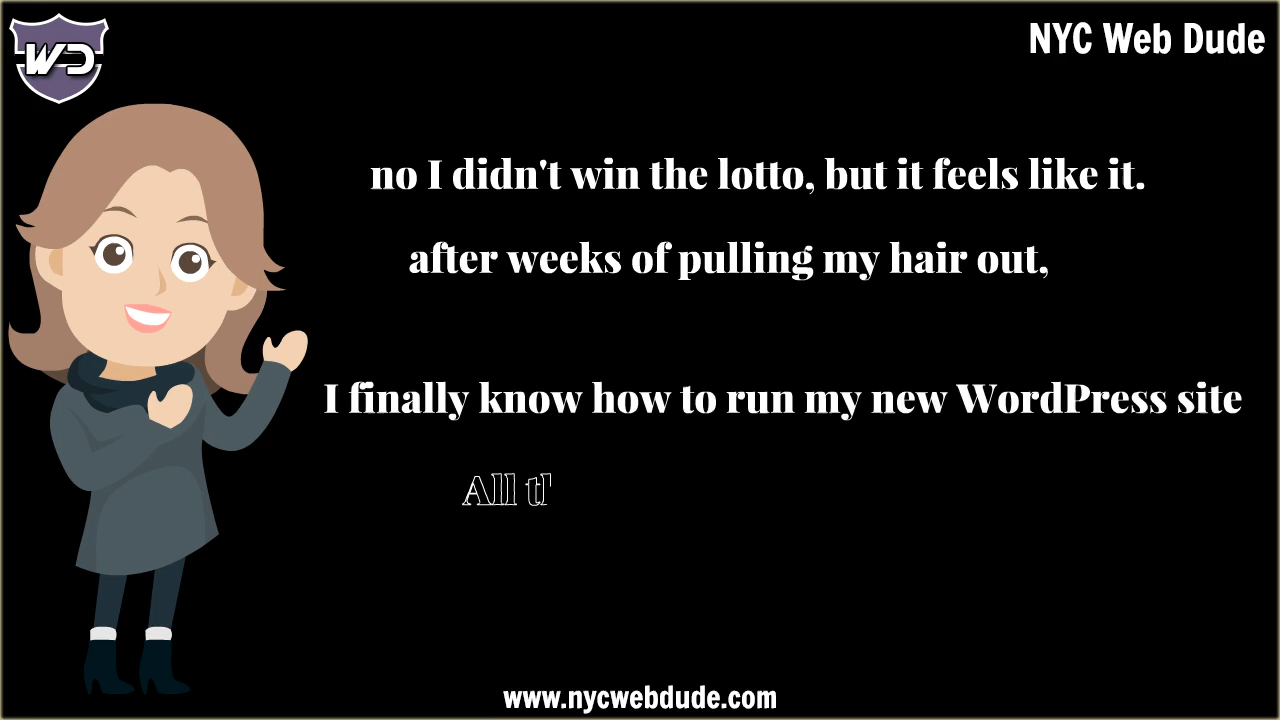 WD
NYC Web Dude
no I didn't win the lotto, but it feels like it.
after weeks of pulling my hair out,
I finally know how to run my new WordPress site
All
www.nycwebdude.com